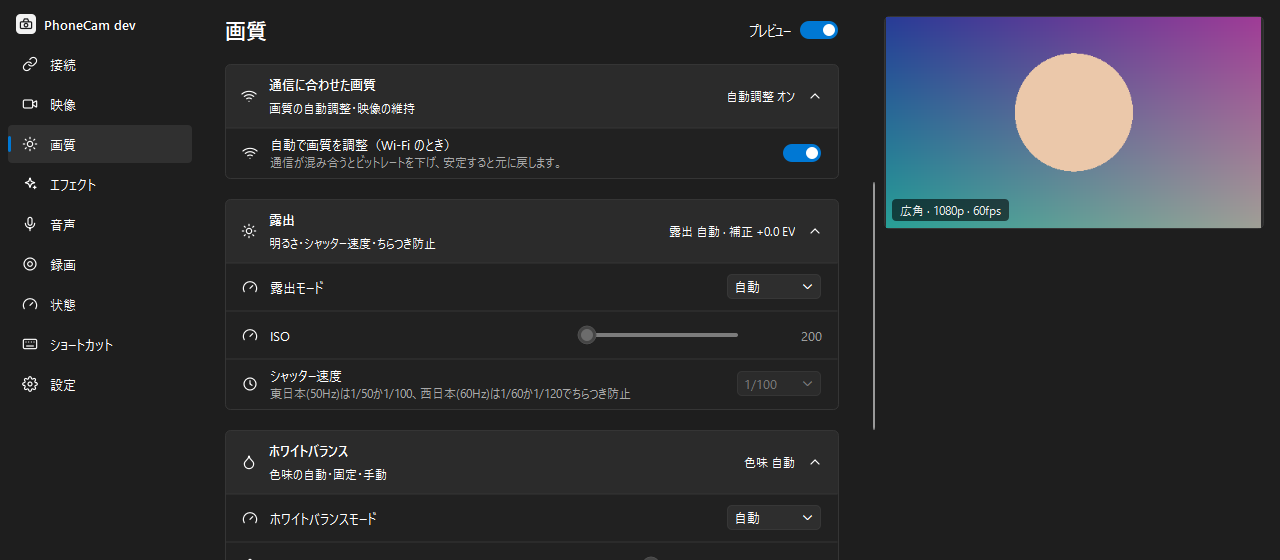 PhoneCam dev
接続
映像
画質
エフェクト
音声
録画
状態
ショートカット
設定
画質
プレビュー
通信に合わせた画質
画質の自動調整・映像の維持
自動調整 オン
自動で画質を調整（Wi-Fi のとき）
通信が混み合うとビットレートを下げ、安定すると元に戻します。
露出
明るさ・シャッター速度・ちらつき防止
露出 自動 · 補正 +0.0 EV
露出モード
自動
ISO
200
シャッター速度
東日本(50Hz)は1/50か1/100、西日本(60Hz)は1/60か1/120でちらつき防止
1/100
ホワイトバランス
色味の自動・固定・手動
色味 自動
ホワイトバランスモード
自動
広角 · 1080p · 60fps